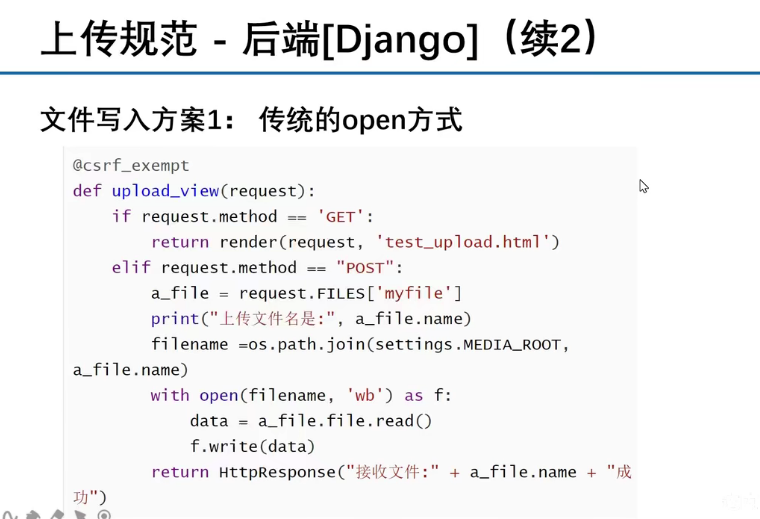 上传规范 - 后端[Django]（续2）
文件写入方案1： 传统的open方式
@csrf_exempt
def upload_view(request):
    if request.method == 'GET':
        return render(request, 'test_upload.html')
    elif request.method == "POST":
        a_file = request.FILES['myfile']
        print("上传文件名是:", a_file.name)
        filename =os.path.join(settings.MEDIA_ROOT,
a_file.name)
        with open(filename, 'wb') as f:
            data = a_file.file.read()
            f.write(data)
        return HttpResponse("接收文件:" + a_file.name + "成
功")